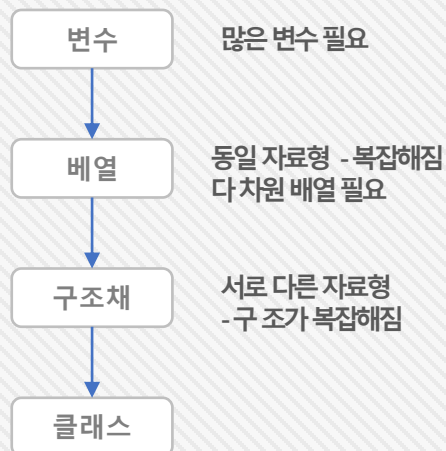 변수
많은 변수 필요
베열
동일 자료형 - 복잡해짐
다 차원 배열 필요
구조채
서로 다른 자료형
- 구 조가 복잡해짐
클래스